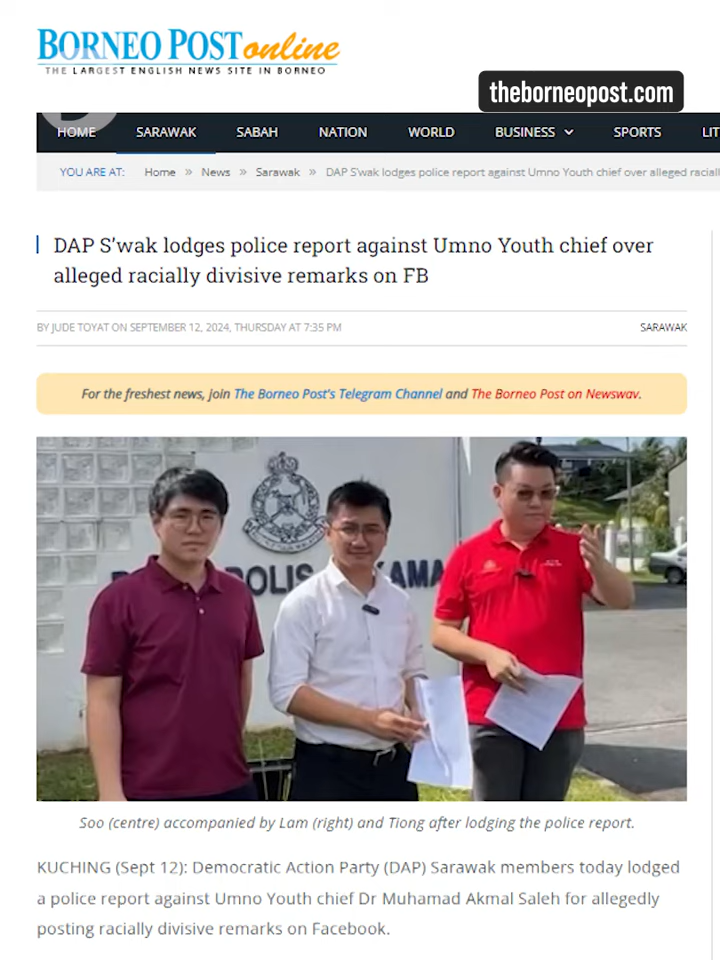 BORNEO POST online
THE LARGEST ENGLISH NEWS SITE IN BORNEO
theborneopost.com
HOME SARAWAK SABAH NATION WORLD BUSINESS SPORTS LIT
YOU ARE AT: Home » News » Sarawak » DAP S'wak lodges police report against Umno Youth chief over alleged racial
DAP S’wak lodges police report against Umno Youth chief over
alleged racially divisive remarks on FB
BY JUDE TOYAT ON SEPTEMBER 12, 2024, THURSDAY AT 7:35 PM SARAWAK
For the freshest news, join The Borneo Post's Telegram Channel and The Borneo Post on Newswav.
Soo (centre) accompanied by Lam (right) and Tiong after lodging the police report.
KUCHING (Sept 12): Democratic Action Party (DAP) Sarawak members today lodged
a police report against Umno Youth chief Dr Muhamad Akmal Saleh for allegedly
posting racially divisive remarks on Facebook.